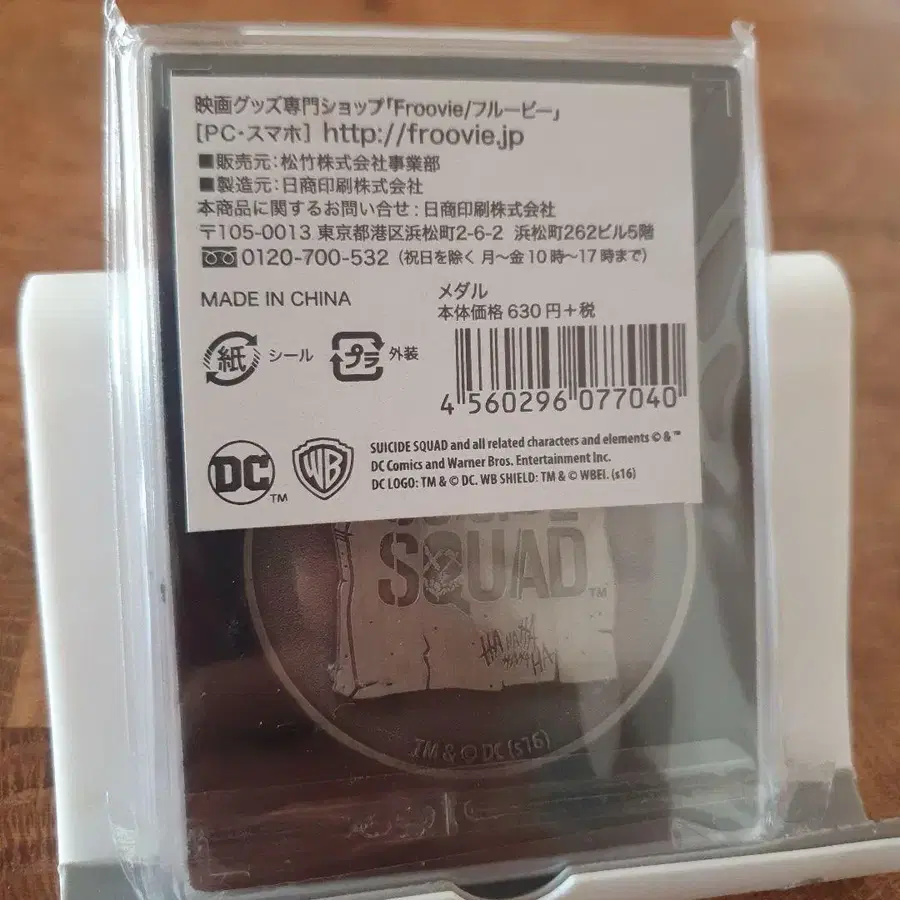 映画グッズ専門ショップ「Froovie/フルービー」
[PC・スマホ] http://froovie.jp
■販売元:松竹株式会社事業部
■製造元:日商印刷株式会社
本商品に関するお問い合せ:日商印刷株式会社
〒105-0013 東京都港区浜松町2-6-2 浜松町262ビル5階
0120-700-532 (祝日を除く 月〜金 10時〜17時まで)
MADE IN CHINA
メダル
本体価格 630円+税
紙 シール
プラ 外装
4 560296 077040
DC TM
WB
SUICIDE SQUAD and all related characters and elements © & ™
DC Comics and Warner Bros. Entertainment Inc.
DC LOGO: TM & © DC. WB SHIELD: TM & © WBEI. (s16)
SQUAD TM
HA HAHA
HAHAHA
TM & © DC (s16)